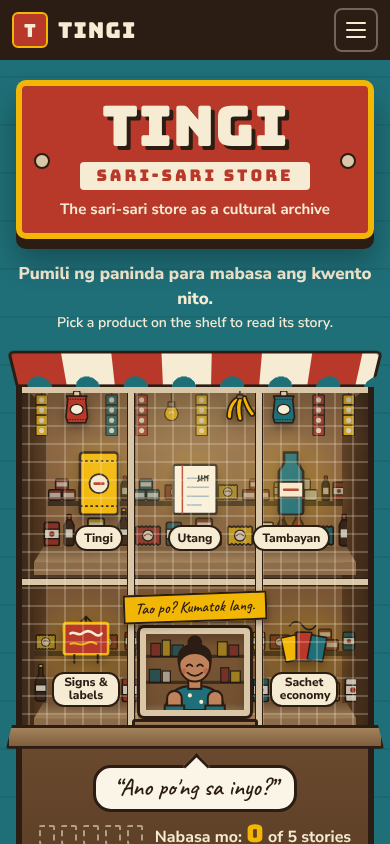 T TINGI
TINGI
SARI-SARI STORE
The sari-sari store as a cultural archive
Pumili ng paninda para mabasa ang kwento
nito.
Pick a product on the shelf to read its story.
Tingi
Utang
Tambayan
Tao po? Kumatok lang.
Signs &
labels
Sachet
economy
“Ano po'ng sa inyo?”
Nabasa mo: 0 of 5 stories